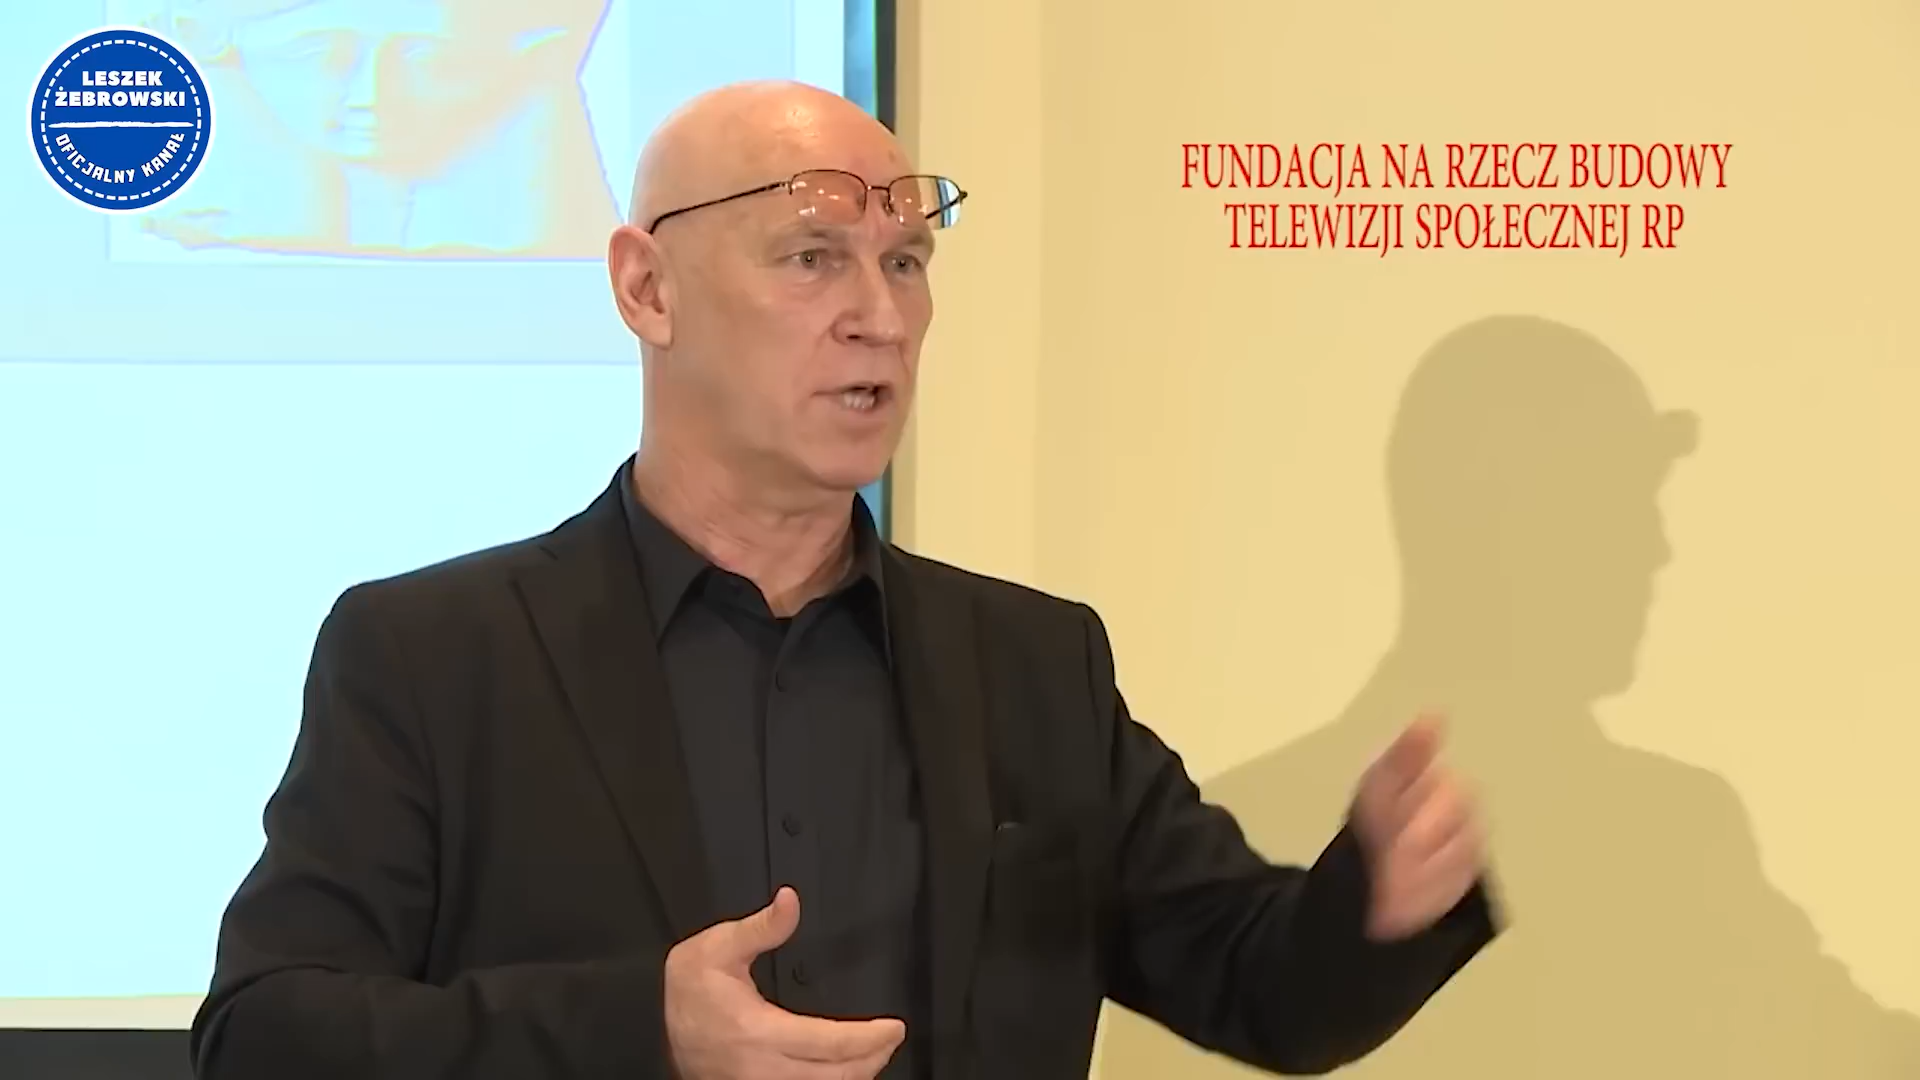 LESZEK
ŻEBROWSKI
OFICJALNY KANAŁ
FUNDACJA NA RZECZ BUDOWY
TELEWIZJI SPOŁECZNEJ RP